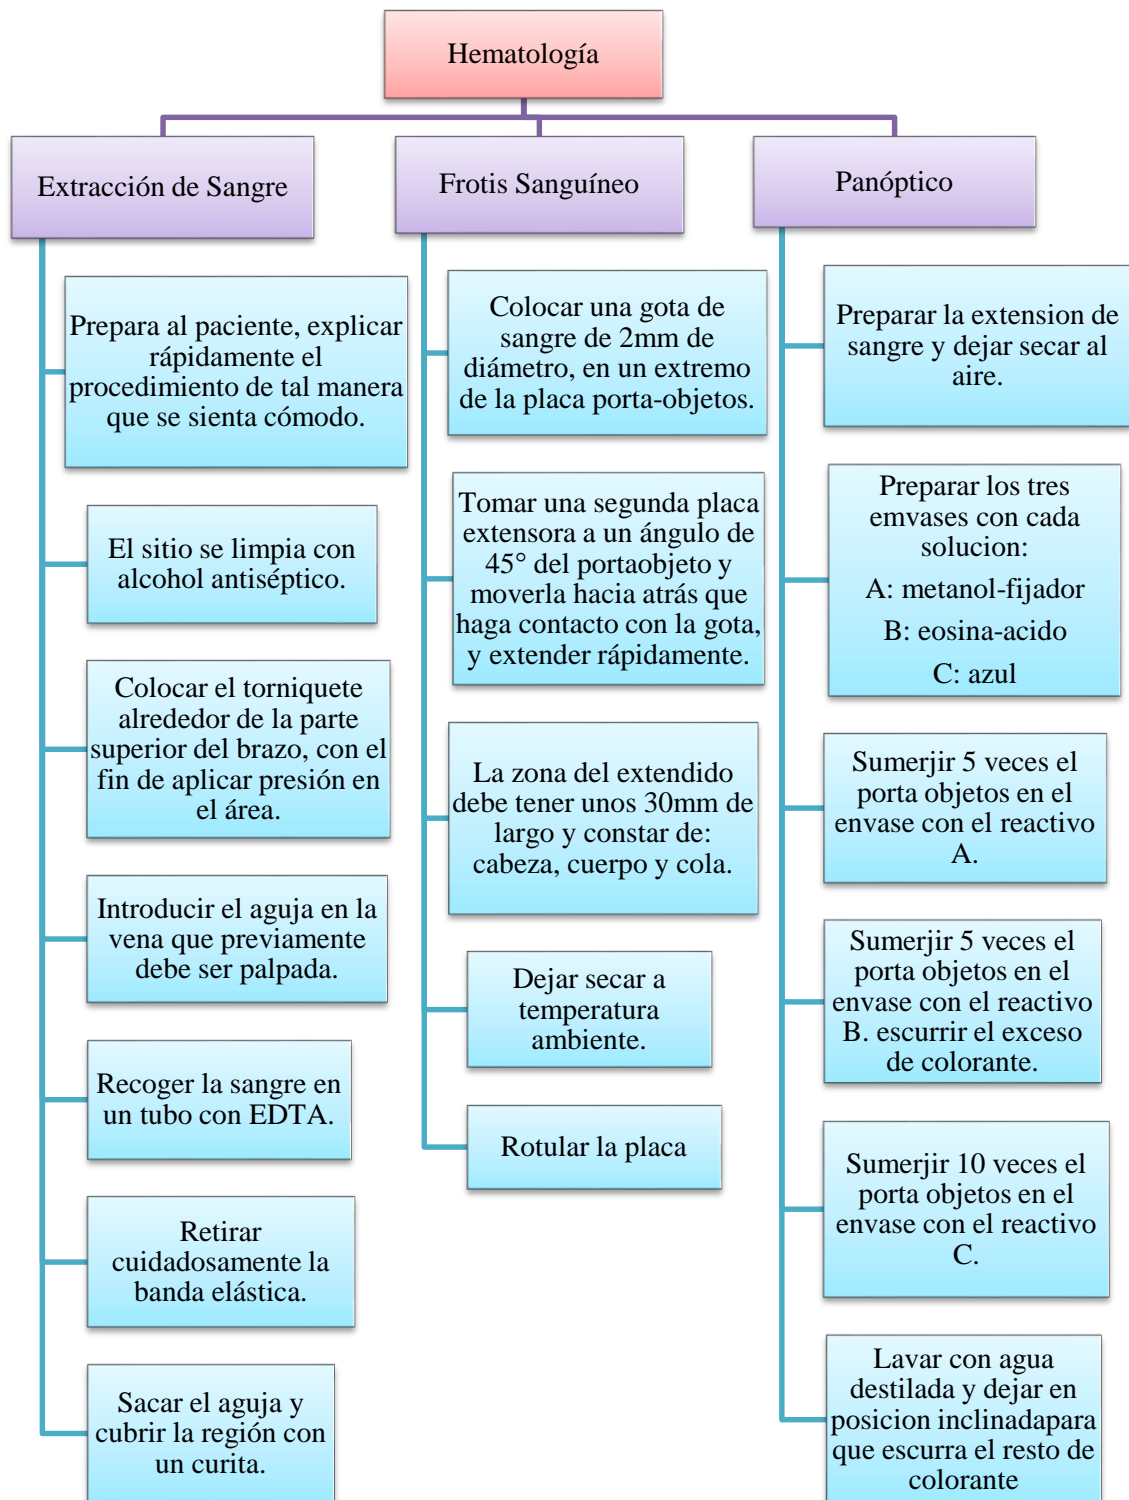 Hematología
Extracción de Sangre
Prepara al paciente, explicar
rápidamente el
procedimiento de tal manera
que se sienta cómodo.
El sitio se limpia con
alcohol antiséptico.
Colocar el torniquete
alrededor de la parte
superior del brazo, con el
fin de aplicar presión en
el área.
Introducir el aguja en la
vena que previamente
debe ser palpada.
Recoger la sangre en
un tubo con EDTA.
Retirar
cuidadosamente la
banda elástica.
Sacar el aguja y
cubrir la región con
un curita.
Frotis Sanguíneo
Colocar una gota de
sangre de 2mm de
diámetro, en un extremo
de la placa porta-objetos.
Tomar una segunda placa
extensora a un ángulo de
45° del portaobjeto y
moverla hacia atrás que
haga contacto con la gota,
y extender rápidamente.
La zona del extendido
debe tener unos 30mm de
largo y constar de:
cabeza, cuerpo y cola.
Dejar secar a
temperatura
ambiente.
Rotular la placa
Panóptico
Preparar la extension de
sangre y dejar secar al
aire.
Preparar los tres
emvases con cada
solucion:
A: metanol-fijador
B: eosina-acido
C: azul
Sumerjir 5 veces el
porta objetos en el
envase con el reactivo
A.
Sumerjir 5 veces el
porta objetos en el
envase con el reactivo
B. escurrir el exceso
de colorante.
Sumerjir 10 veces el
porta objetos en el
envase con el reactivo
C.
Lavar con agua
destilada y dejar en
posicion inclinadapara
que escurra el resto de
colorante